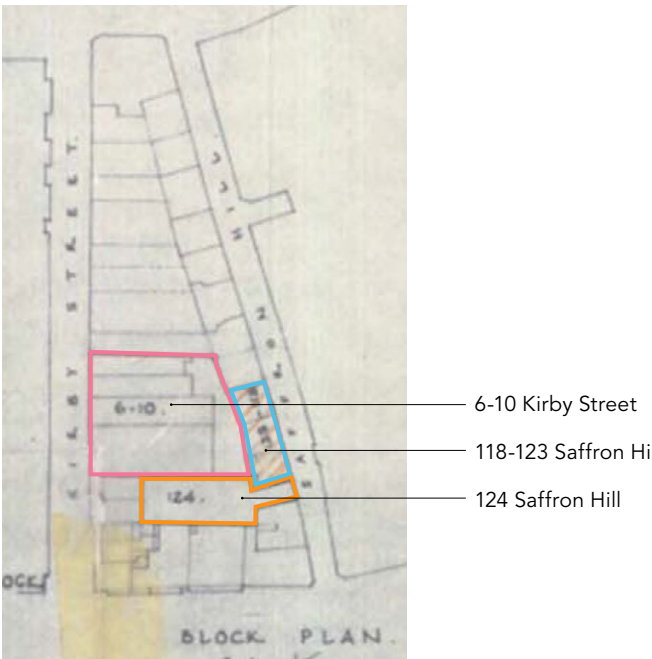 KIRBY STREET.
SAFFRON HILL
6-10.
124.
OCK
BLOCK PLAN.
6-10 Kirby Street
118-123 Saffron Hi
124 Saffron Hill